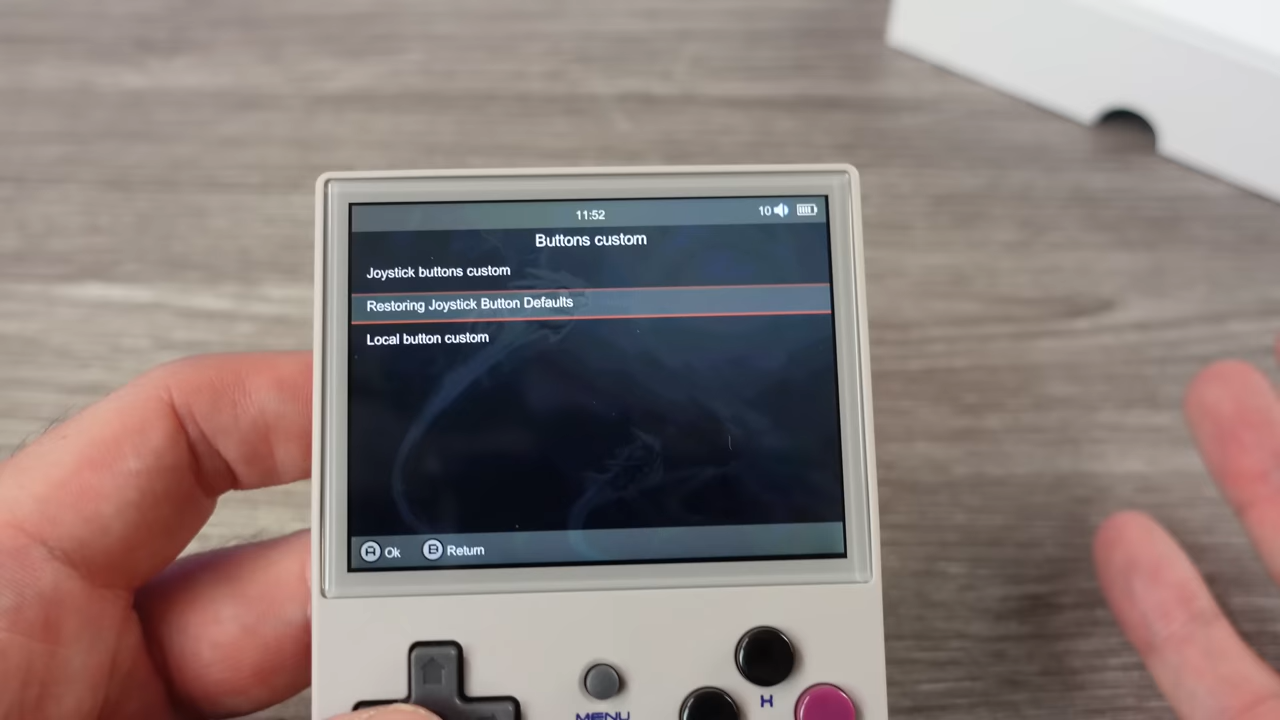 11:52
10
Buttons custom
Joystick buttons custom
Restoring Joystick Button Defaults
Local button custom
A Ok B Return
MENU
X